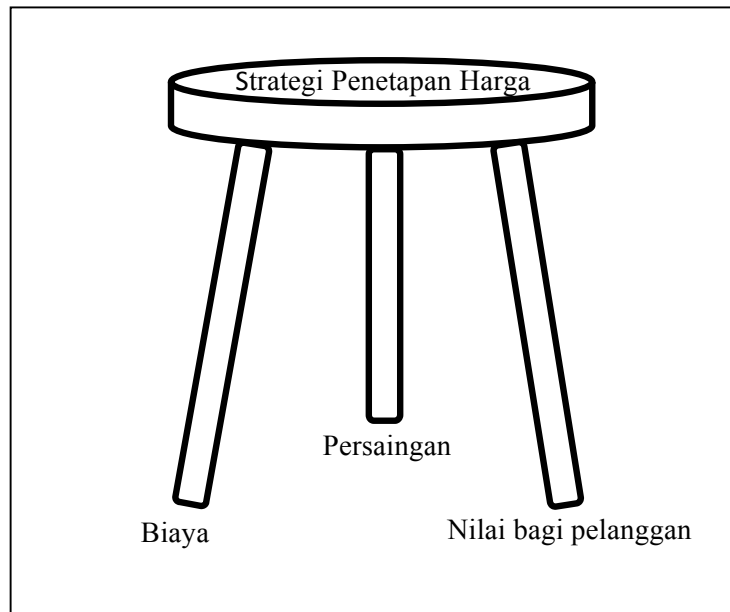 Strategi Penetapan Harga
Persaingan
Biaya
Nilai bagi pelanggan